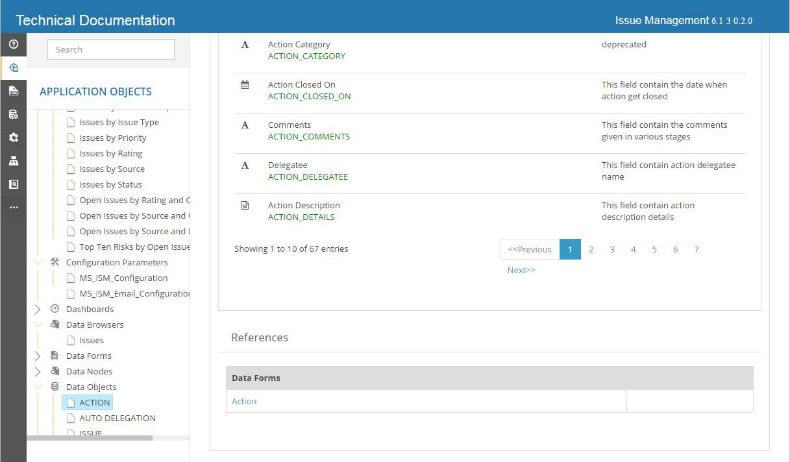 Technical Documentation
Issue Management 6.1 3 0.2.0
Search
APPLICATION OBJECTS
Issues by Issue Type
Issues by Priority
Issues by Rating
Issues by Source
Issues by Status
Open Issues by Rating and
Open Issues by Source and
Open Issues by Source and
Top Ten Risks by Open Issue
Configuration Parameters
MS_ISM_Configuration
MS_ISM_Email_Configuration
Dashboards
Data Browsers
Issues
Data Forms
Data Nodes
Data Objects
ACTION
AUTO DELEGATION
ISSUE
A Action Category deprecated
ACTION_CATEGORY
Action Closed On This field contain the date when
ACTION_CLOSED_ON action get closed
A Comments This field contain the comments
ACTION_COMMENTS given in various stages
A Delegatee This field contain action delegatee
ACTION_DELEGATEE name
Action Description This field contain action
ACTION_DETAILS description details
Showing 1 to 10 of 67 entries <<Previous 1 2 3 4 5 6 7
Next>>
References
Data Forms
Action